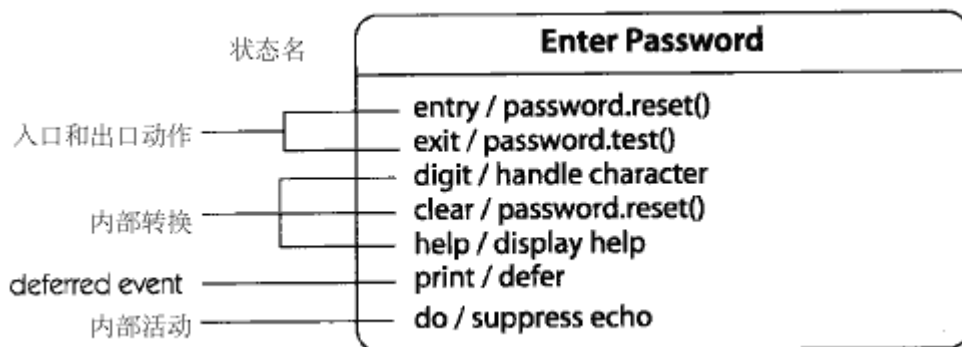 状态名
Enter Password
入口和出口动作
entry / password.reset()
exit / password.test()
内部转换
digit / handle character
clear / password.reset()
help / display help
deferred event
print / defer
内部活动
do / suppress echo